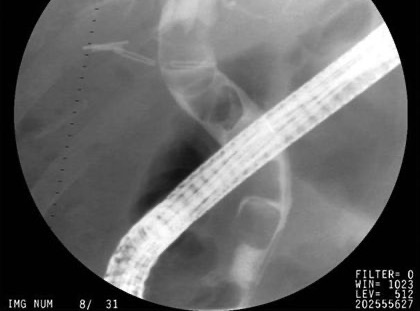 FILTER= 0
WIN= 1023
LEV= 512
IMG NUM 8/ 31 202555627